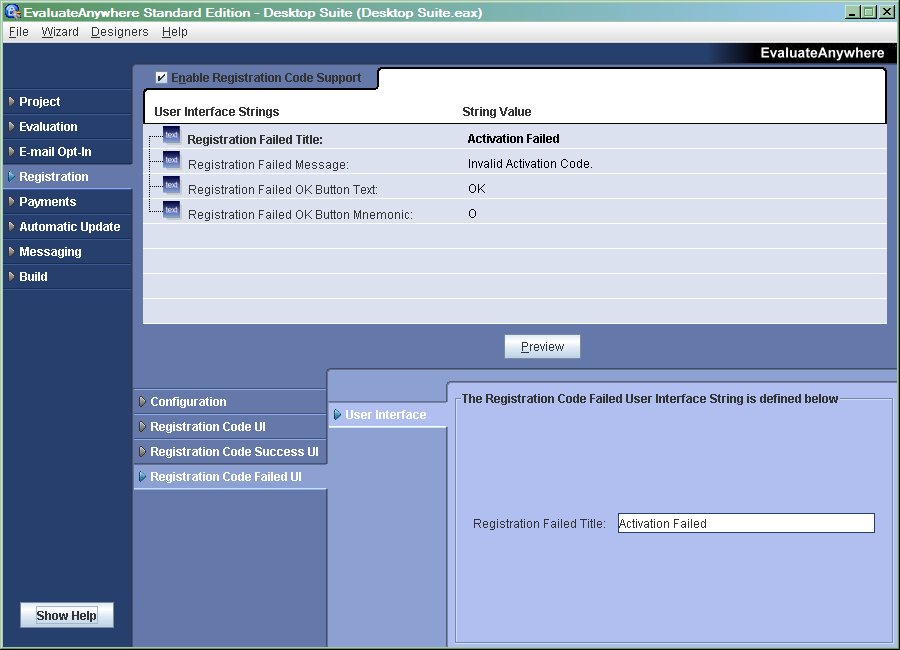 EvaluateAnywhere Standard Edition - Desktop Suite (Desktop Suite.eax)
File Wizard Designers Help
EvaluateAnywhere
Enable Registration Code Support
Project
Evaluation
E-mail Opt-In
Registration
Payments
Automatic Update
Messaging
Build
User Interface Strings String Value
text Registration Failed Title: Activation Failed
text Registration Failed Message: Invalid Activation Code.
text Registration Failed OK Button Text: OK
text Registration Failed OK Button Mnemonic: O
Preview
Configuration
Registration Code UI
Registration Code Success UI
Registration Code Failed UI
User Interface
The Registration Code Failed User Interface String is defined below
Registration Failed Title: Activation Failed
Show Help